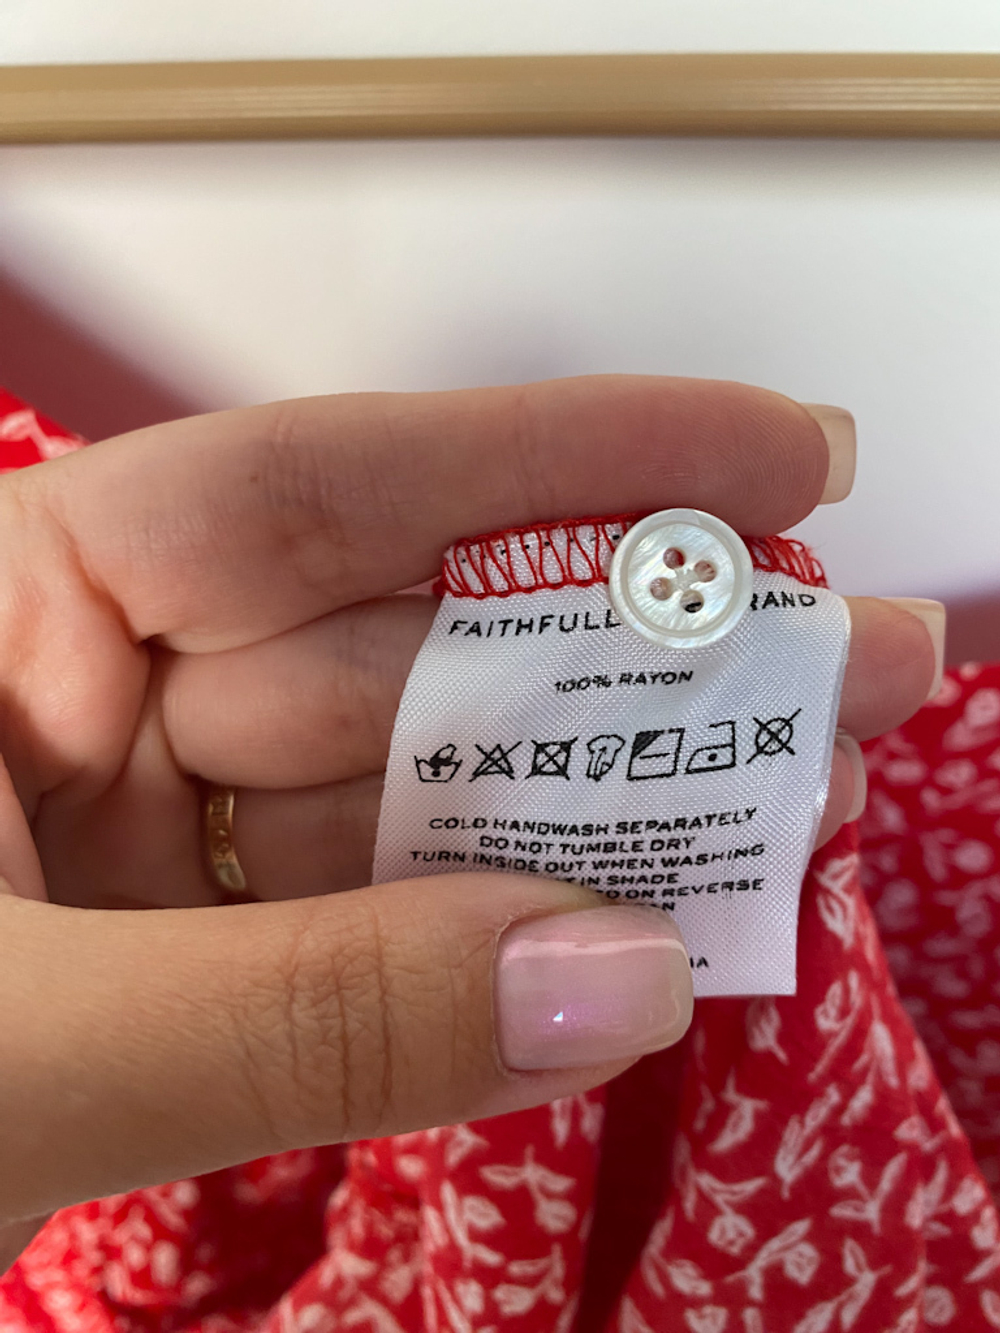 FAITHFULL RAND
100% RAYON
COLD HANDWASH SEPARATELY
DO NOT TUMBLE DRY
TURN INSIDE OUT WHEN WASHING
IN SHADE
ON REVERSE